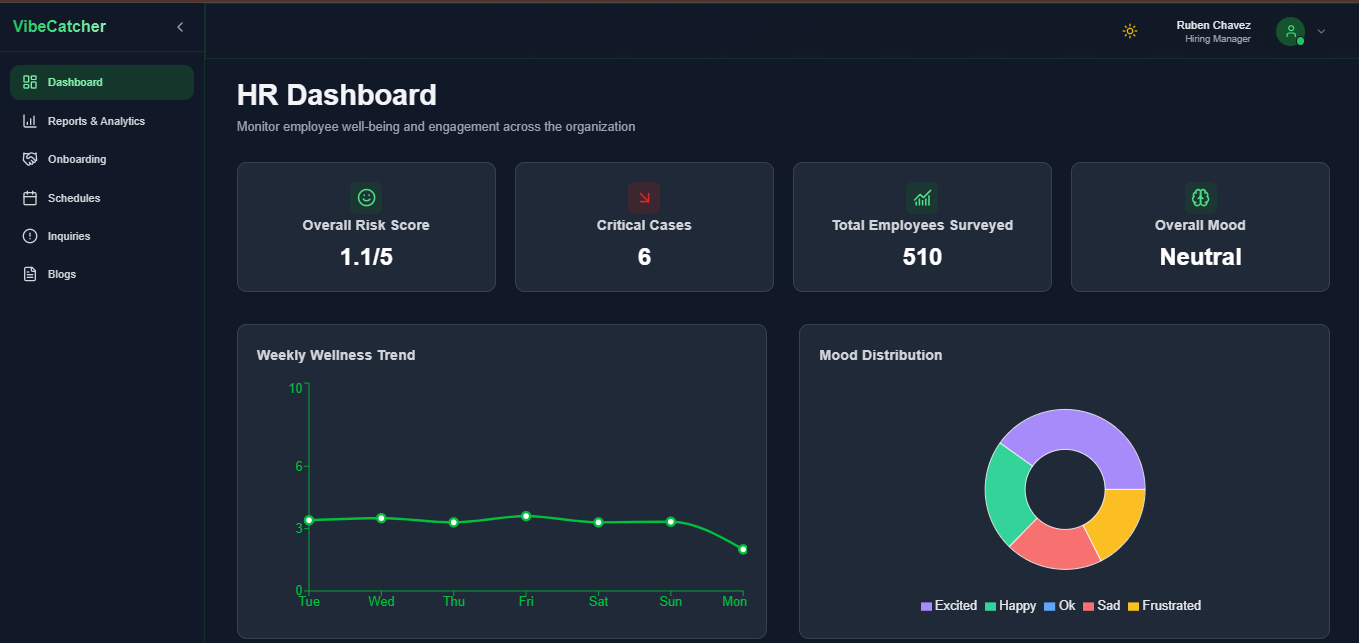 VibeCatcher
Ruben Chavez
Hiring Manager
Dashboard
Reports & Analytics
Onboarding
Schedules
Inquiries
Blogs
HR Dashboard
Monitor employee well-being and engagement across the organization
Overall Risk Score
1.1/5
Critical Cases
6
Total Employees Surveyed
510
Overall Mood
Neutral
Weekly Wellness Trend
10
6
3
0
Tue Wed Thu Fri Sat Sun Mon
Mood Distribution
Excited Happy Ok Sad Frustrated